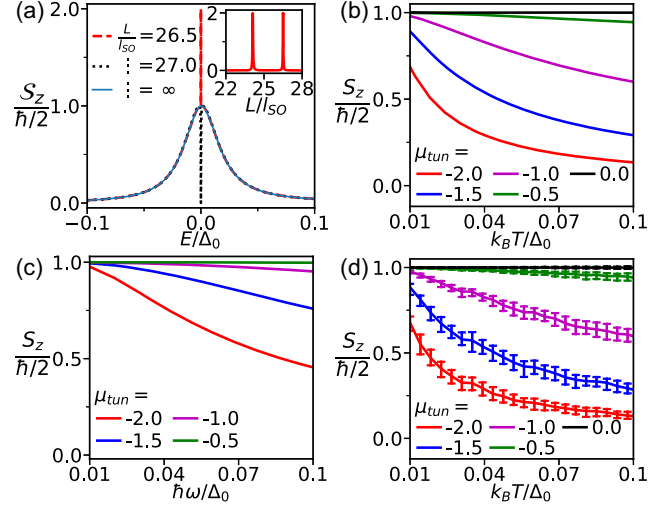 (a)
S_z / ħ/2
2.0
1.0
0.0
L/l_SO = 26.5
⋮ = 27.0
⋮ = ∞
2
1
0
22 24 26 28
L/l_SO
−0.1 0.0 0.1
E/Δ_0
(b)
S_z / ħ/2
1.0
0.5
0.0
μ_tun =
-2.0 -1.0 0.0
-1.5 -0.5
0.01 0.04 0.07 0.1
k_BT/Δ_0
(c)
S_z / ħ/2
1.0
0.5
0.0
μ_tun =
-2.0 -1.0
-1.5 -0.5
0.01 0.04 0.07 0.1
ħω/Δ_0
(d)
S_z / ħ/2
1.0
0.5
0.0
μ_tun =
-2.0 -1.0 0.0
-1.5 -0.5
0.01 0.04 0.07 0.1
k_BT/Δ_0